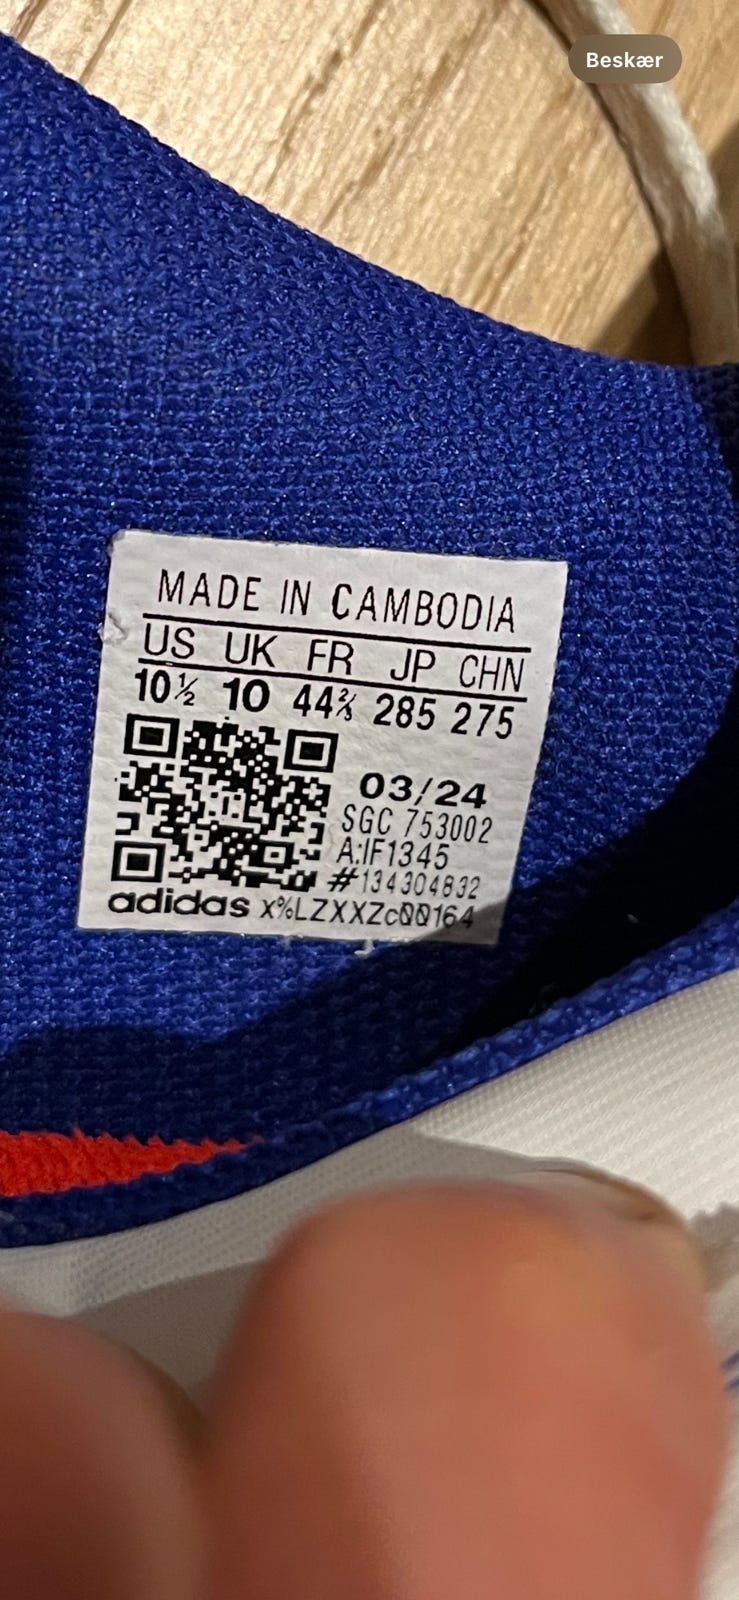 Beskær
MADE IN CAMBODIA
US UK FR JP CHN
10½ 10 44⅔ 285 275
03/24
SGC 753002
A:IF1345
#134304832
adidas x%LZXXZc00164